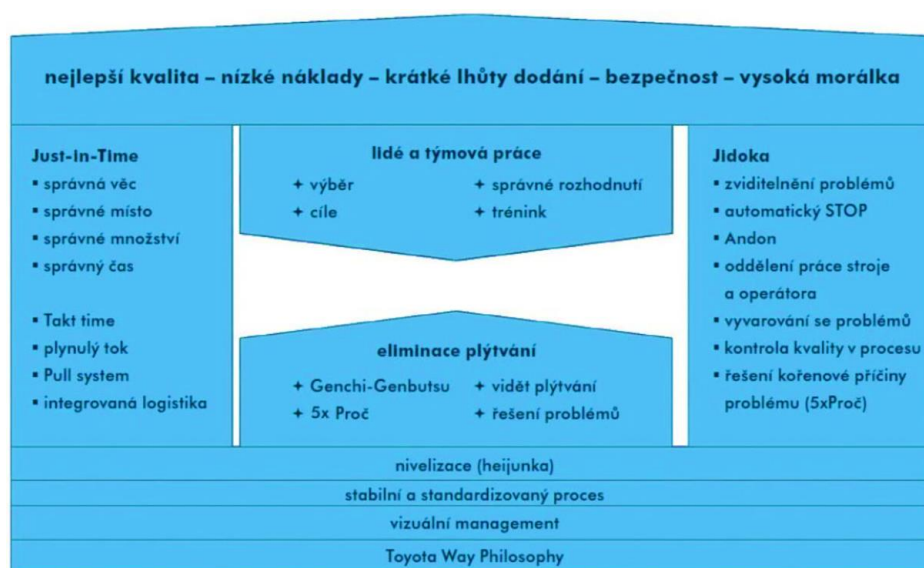 nejlepší kvalita – nízké náklady – krátké lhůty dodání – bezpečnost – vysoká morálka
Just-In-Time
▪ správná věc
▪ správné místo
▪ správné množství
▪ správný čas
▪ Takt time
▪ plynulý tok
▪ Pull system
▪ integrovaná logistika
lidé a týmová práce
+ výběr
+ cíle
+ správné rozhodnutí
+ trénink
eliminace plýtvání
+ Genchi-Genbutsu
+ 5x Proč
+ vidět plýtvání
+ řešení problémů
Jidoka
▪ zviditelnění problémů
▪ automatický STOP
▪ Andon
▪ oddělení práce stroje
a operátora
▪ vyvarování se problémů
▪ kontrola kvality v procesu
▪ řešení kořenové příčiny
problému (5xProč)
nivelizace (heijunka)
stabilní a standardizovaný proces
vizuální management
Toyota Way Philosophy